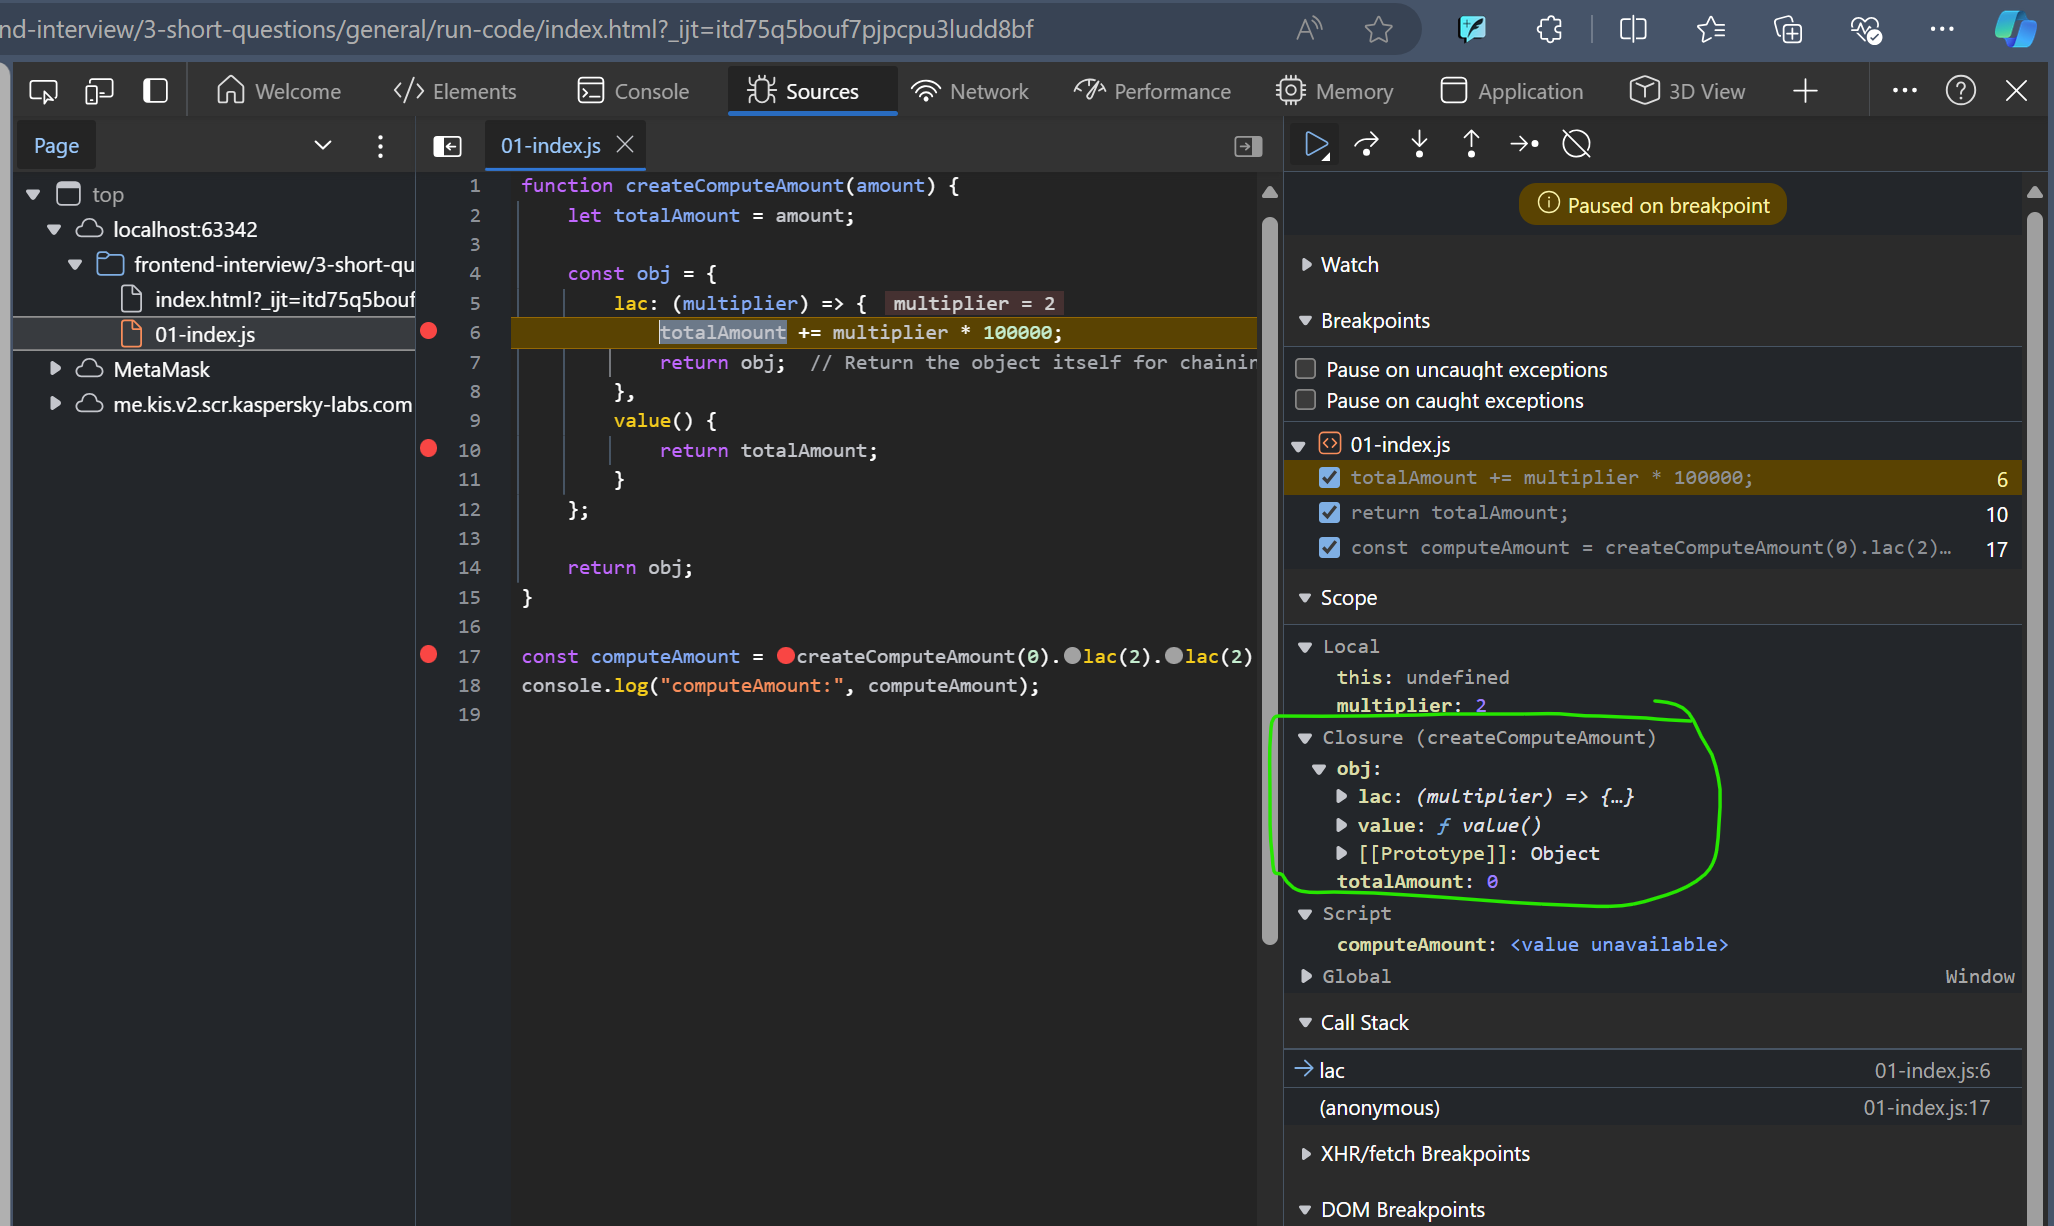 nd-interview/3-short-questions/general/run-code/index.html?_ijt=itd75q5bouf7pjpcpu3ludd8bf
Welcome
Elements
Console
Sources
Network
Performance
Memory
Application
3D View
Page
top
localhost:63342
frontend-interview/3-short-qu
index.html?_ijt=itd75q5bouf
01-index.js
MetaMask
me.kis.v2.scr.kaspersky-labs.com
01-index.js
1 function createComputeAmount(amount) {
2 let totalAmount = amount;
3
4 const obj = {
5 lac: (multiplier) => { multiplier = 2
6 totalAmount += multiplier * 100000;
7 return obj; // Return the object itself for chainin
8 },
9 value() {
10 return totalAmount;
11 }
12 };
13
14 return obj;
15 }
16
17 const computeAmount = createComputeAmount(0).lac(2).lac(2)
18 console.log("computeAmount:", computeAmount);
19
Paused on breakpoint
Watch
Breakpoints
Pause on uncaught exceptions
Pause on caught exceptions
01-index.js
totalAmount += multiplier * 100000; 6
return totalAmount; 10
const computeAmount = createComputeAmount(0).lac(2)… 17
Scope
Local
this: undefined
multiplier: 2
Closure (createComputeAmount)
obj:
lac: (multiplier) => {…}
value: ƒ value()
[[Prototype]]: Object
totalAmount: 0
Script
computeAmount: <value unavailable>
Global Window
Call Stack
lac 01-index.js:6
(anonymous) 01-index.js:17
XHR/fetch Breakpoints
DOM Breakpoints